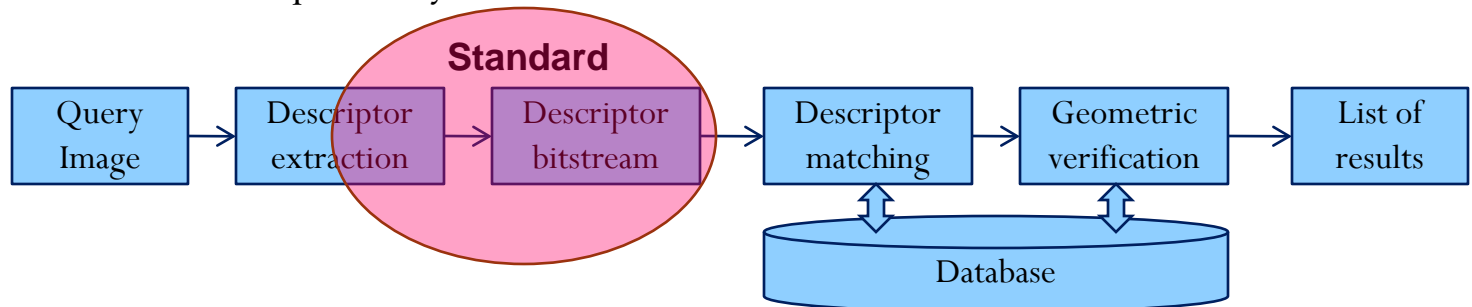 Standard
Query
Image
Descriptor
extraction
Descriptor
bitstream
Descriptor
matching
Geometric
verification
List of
results
Database